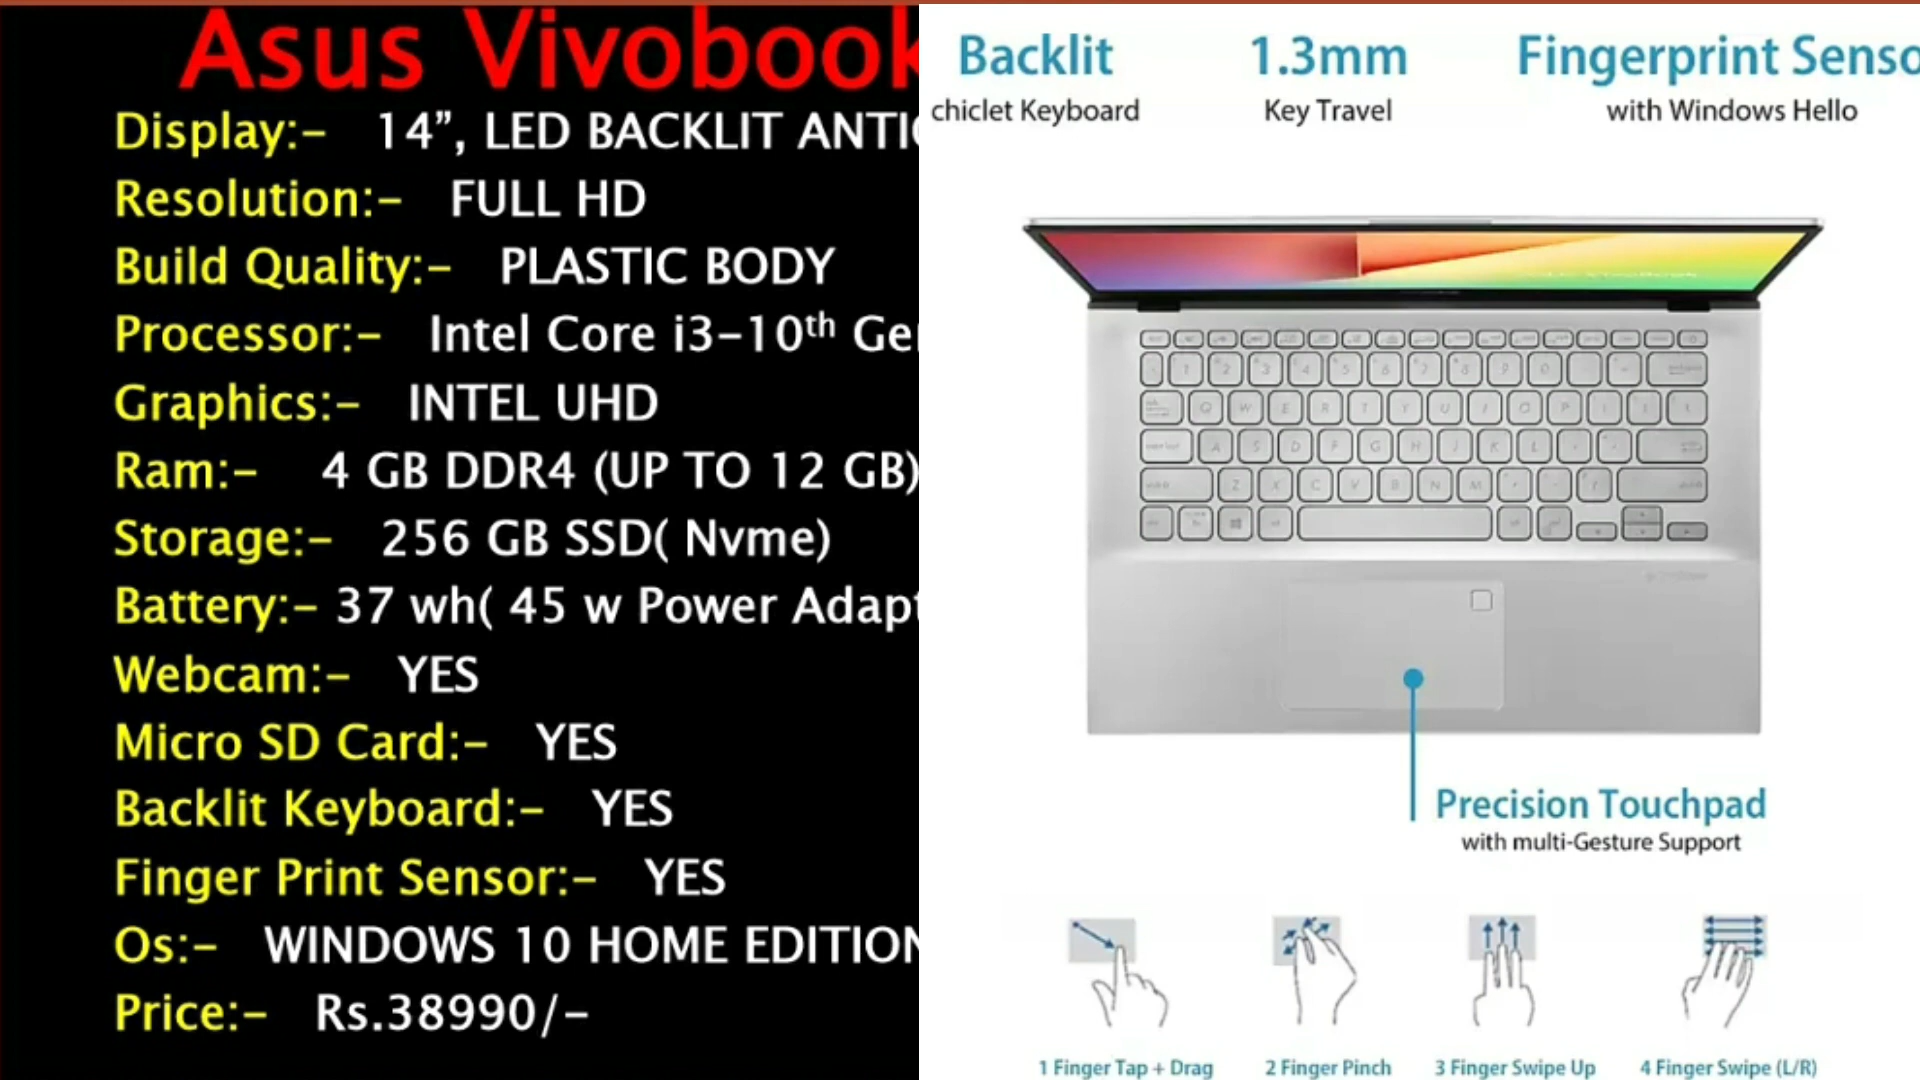 Asus Vivobook
Display:- 14", LED BACKLIT
Resolution:- FULL HD
Build Quality:- PLASTIC BODY
Processor:- Intel Core i3-10th
Graphics:- INTEL UHD
Ram:- 4 GB DDR4 (UP TO 12 GB)
Storage:- 256 GB SSD( Nvme)
Battery:- 37 wh( 45 w Power
Webcam:- YES
Micro SD Card:- YES
Backlit Keyboard:- YES
Finger Print Sensor:- YES
Os:- WINDOWS 10 HOME EDITION
Price:- Rs.38990/-
Backlit
chiclet Keyboard
1.3mm
Key Travel
Fingerprint
with Windows Hello
Precision Touchpad
with multi-Gesture Support
1 Finger Tap + Drag
2 Finger Pinch
3 Finger Swipe Up
4 Finger Swipe (L/R)